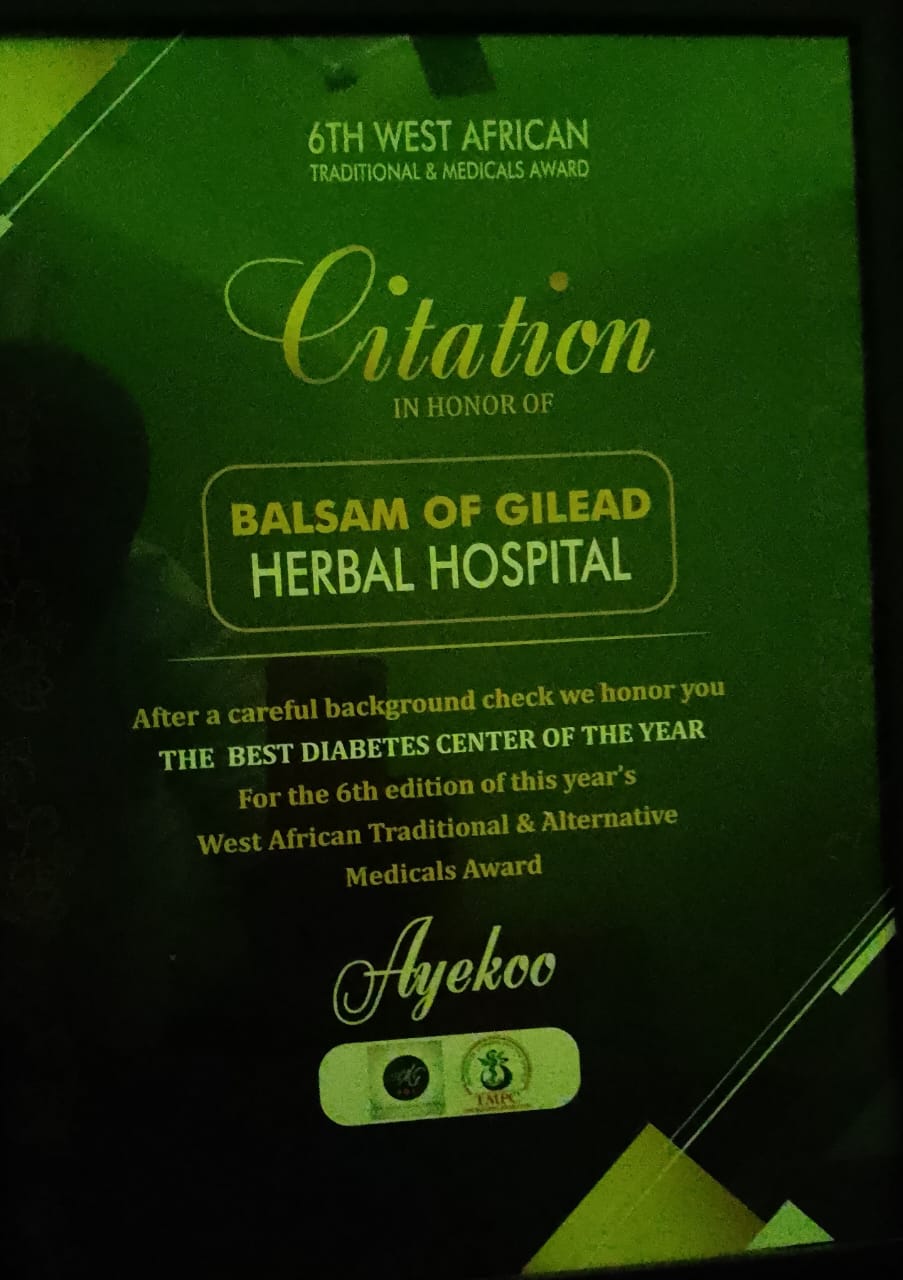 6TH WEST AFRICAN
TRADITIONAL & MEDICALS AWARD
Citation
IN HONOR OF
BALSAM OF GILEAD
HERBAL HOSPITAL
After a careful background check we honor you
THE BEST DIABETES CENTER OF THE YEAR
For the 6th edition of this year's
West African Traditional & Alternative
Medicals Award
Ayekoo
TMPC